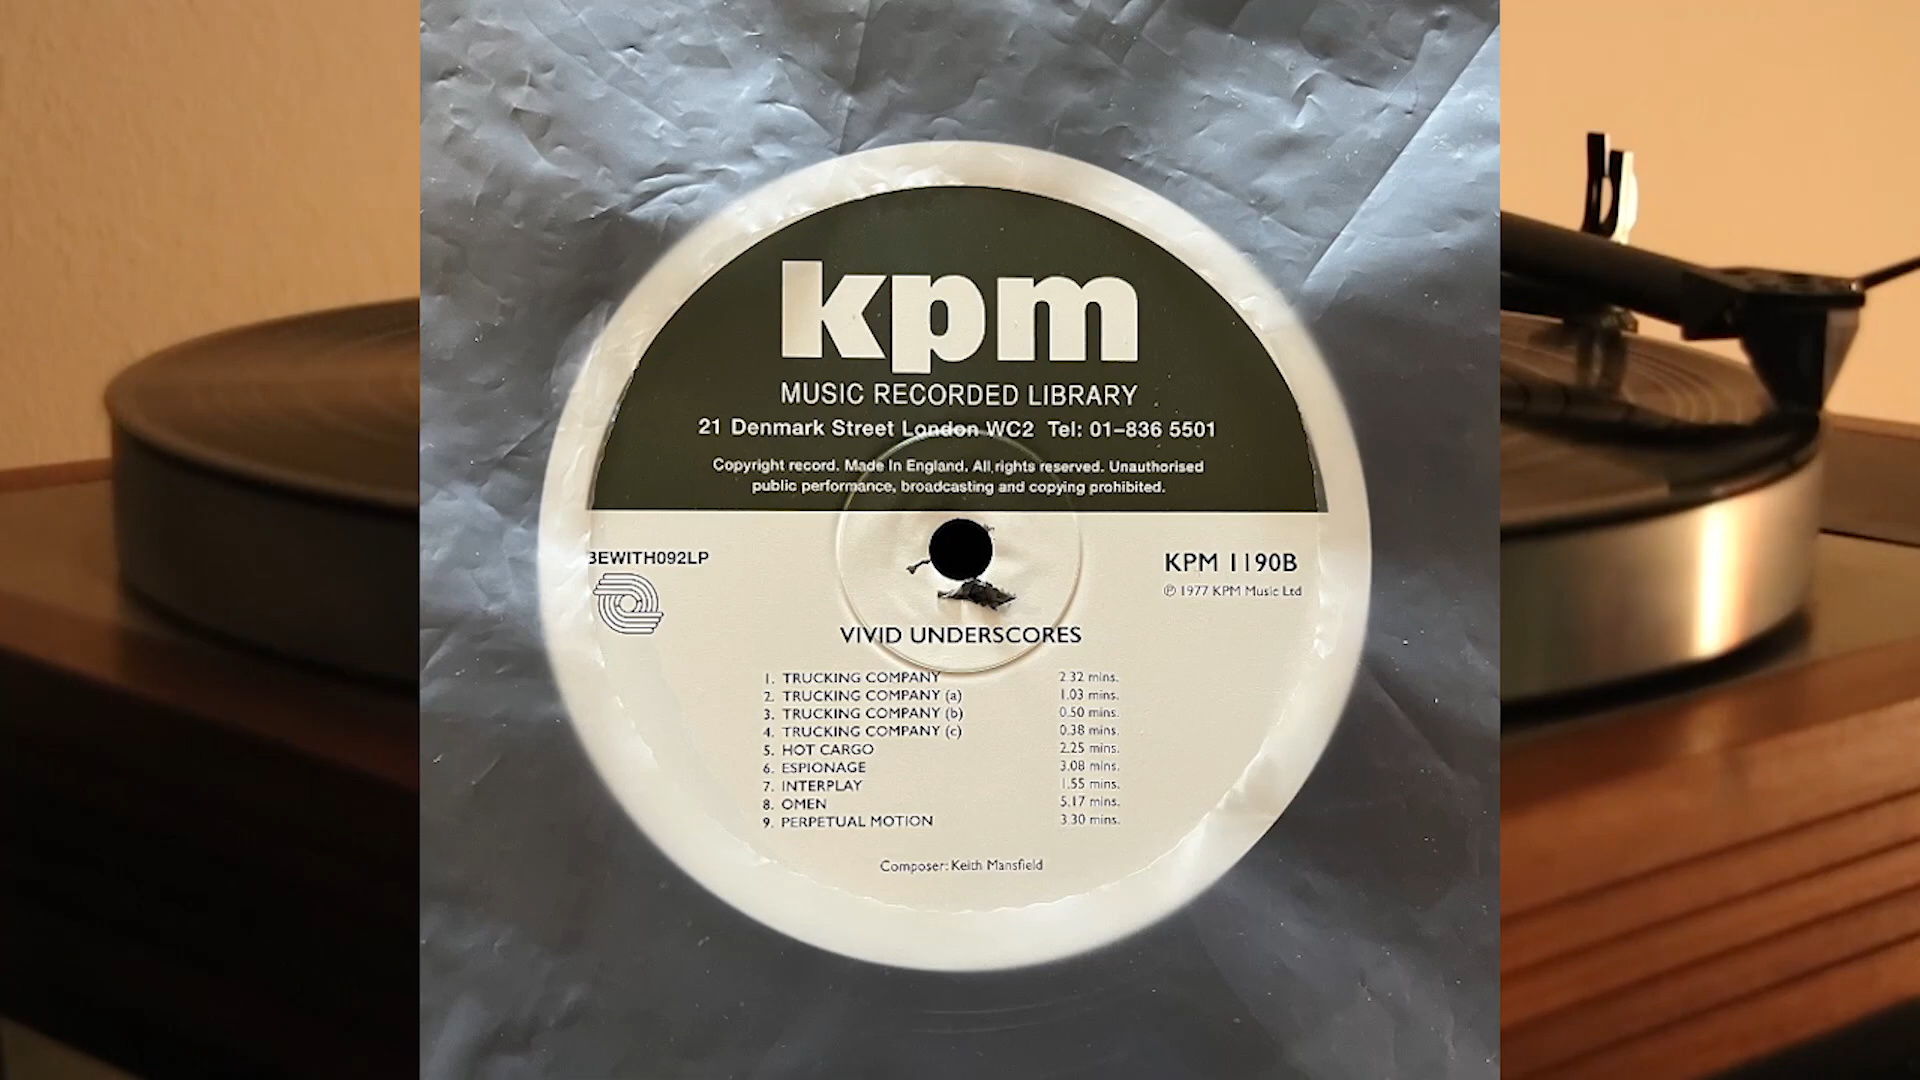 kpm
MUSIC RECORDED LIBRARY
21 Denmark Street London WC2 Tel: 01-836 5501
Copyright record. Made In England. All rights reserved. Unauthorised
public performance, broadcasting and copying prohibited.
BEWITH092LP
KPM 1190B
℗ 1977 KPM Music Ltd
VIVID UNDERSCORES
1. TRUCKING COMPANY 2.32 mins.
2. TRUCKING COMPANY (a) 1.03 mins.
3. TRUCKING COMPANY (b) 0.50 mins.
4. TRUCKING COMPANY (c) 0.38 mins.
5. HOT CARGO 2.25 mins.
6. ESPIONAGE 3.08 mins.
7. INTERPLAY 1.55 mins.
8. OMEN 5.17 mins.
9. PERPETUAL MOTION 3.30 mins.
Composer: Keith Mansfield